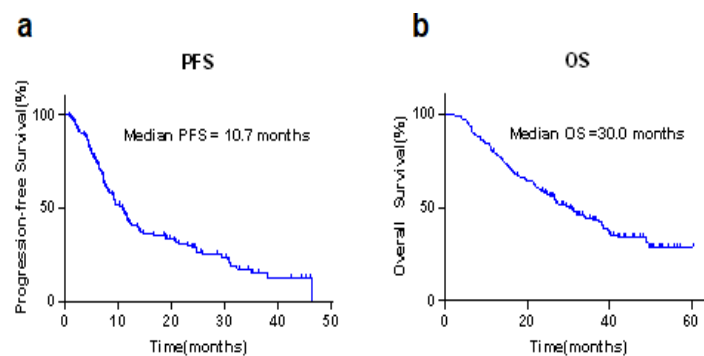 a
PFS
Progression-free Survival(%)
100
50
0
Median PFS = 10.7 months
0 10 20 30 40 50
Time(months)
b
OS
Overall Survival(%)
100
50
0
Median OS =30.0 months
0 20 40 60
Time(months)